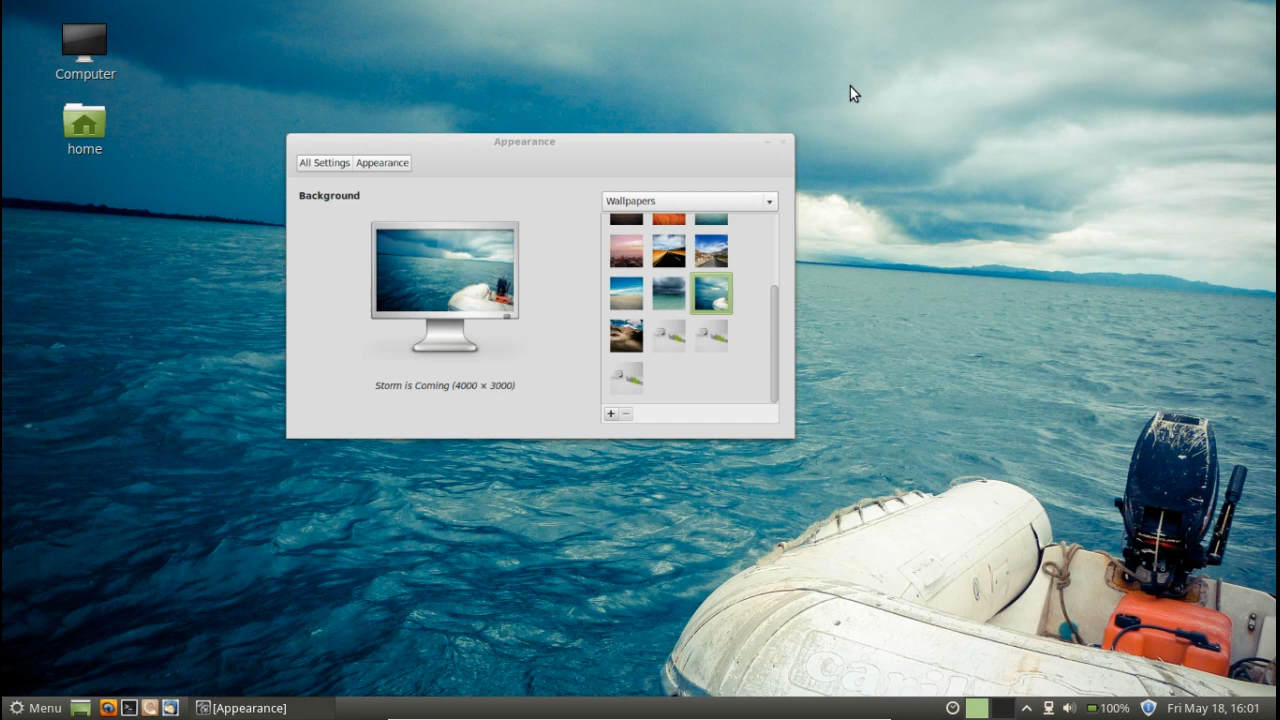 Computer
home
Appearance
All Settings Appearance
Background
Wallpapers
Storm is Coming (4000 × 3000)
Menu
[Appearance]
100%
Fri May 18, 16:01